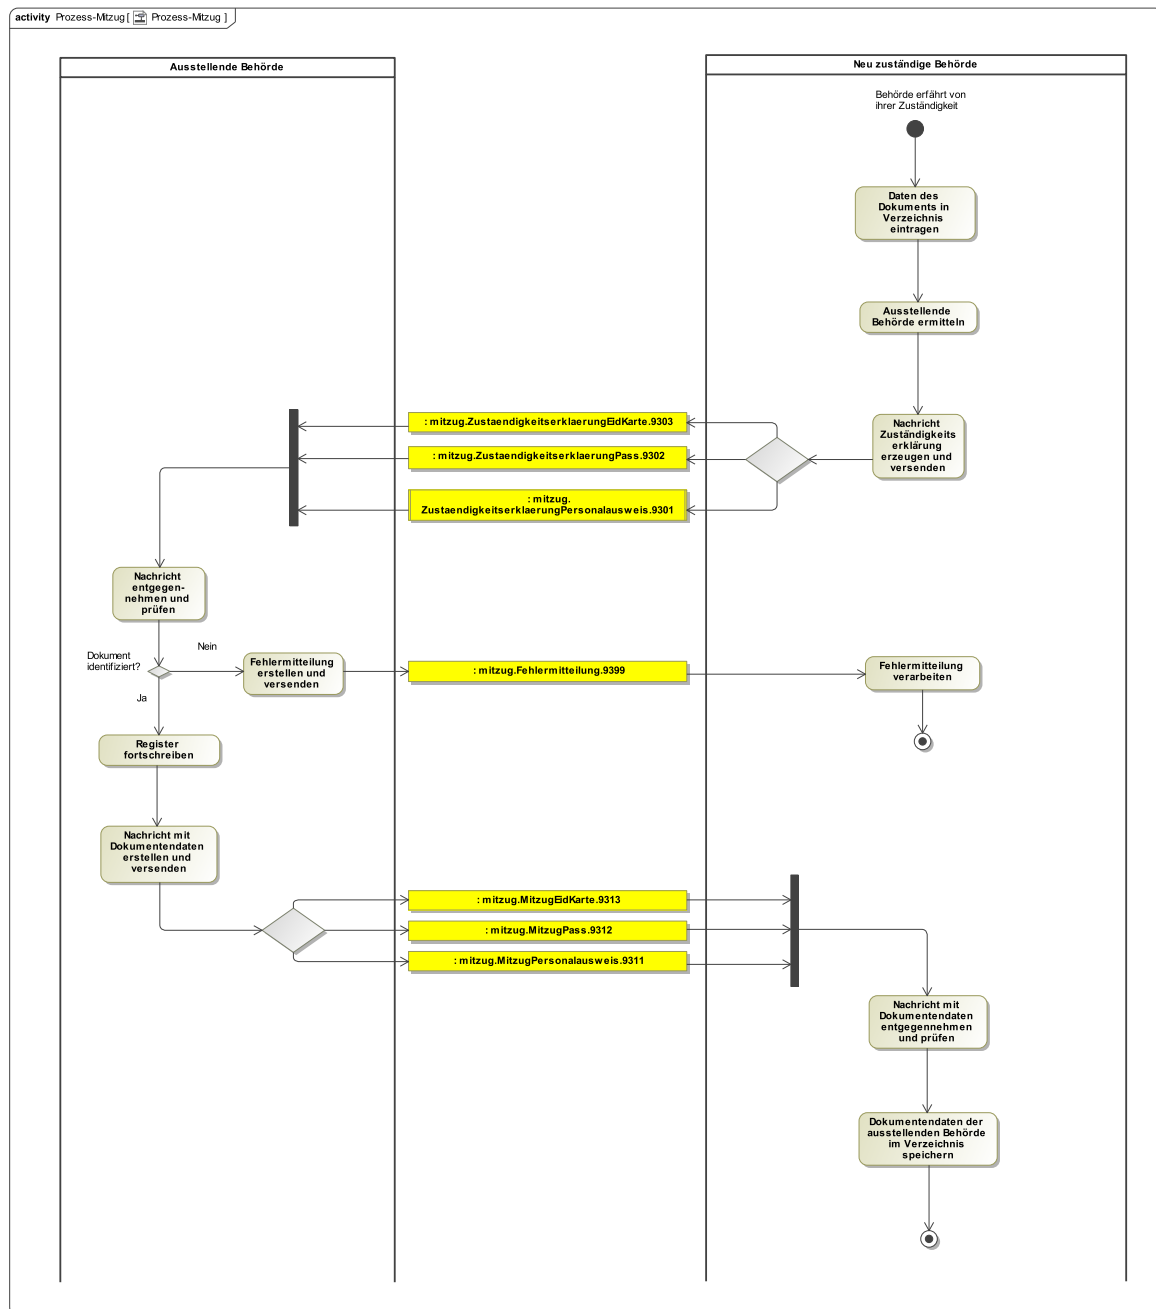 activity Prozess-Mitzug [ Prozess-Mitzug ]
Ausstellende Behörde
Neu zuständige Behörde
Behörde erfährt von
ihrer Zuständigkeit
Daten des
Dokuments in
Verzeichnis
eintragen
Ausstellende
Behörde ermitteln
Nachricht
Zuständigkeits
erklärung
erzeugen und
versenden
: mitzug.ZustaendigkeitserklaerungEidKarte.9303
: mitzug.ZustaendigkeitserklaerungPass.9302
: mitzug.
ZustaendigkeitserklaerungPersonalausweis.9301
Nachricht
entgegen-
nehmen und
prüfen
Dokument
identifiziert?
Nein
Ja
Fehlermitteilung
erstellen und
versenden
: mitzug.Fehlermitteilung.9399
Fehlermitteilung
verarbeiten
Register
fortschreiben
Nachricht mit
Dokumentendaten
erstellen und
versenden
: mitzug.MitzugEidKarte.9313
: mitzug.MitzugPass.9312
: mitzug.MitzugPersonalausweis.9311
Nachricht mit
Dokumentendaten
entgegennehmen
und prüfen
Dokumentendaten der
ausstellenden Behörde
im Verzeichnis
speichern